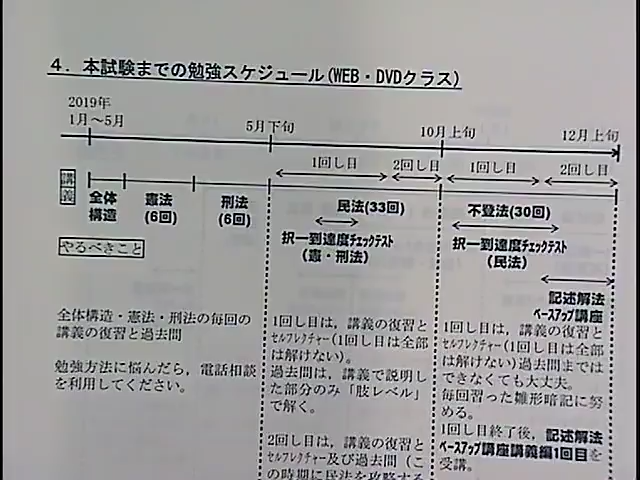 4．本試験までの勉強スケジュール(WEB・DVDクラス)
2019年
1月～5月
5月下旬
10月上旬
12月上旬
1回し目
2回し目
1回し目
2回し目
講義
全体
構造
憲法
(6回)
刑法
(6回)
民法(33回)
択一到達度チェックテスト
(憲・刑法)
不登法(30回)
択一到達度チェックテスト
(民法)
記述解法
ベースアップ講座
やるべきこと
全体構造・憲法・刑法の毎回の
講義の復習と過去問
勉強方法に悩んだら，電話相談
を利用してください。
1回し目は，講義の復習と
セルフレクチャー(1回し目は全部
は解けない)。
過去問は，講義で説明し
た部分のみ「肢レベル」
で解く。
2回し目は，講義の復習と
セルフレクチャー及び過去問（こ
の時期に民法を攻略する
1回し目は，講義の復習と
セルフレクチャー(1回し目は全部
は解けない)過去問までは
できなくても大丈夫。
毎回習った雛形暗記に努
める。
1回し目終了後，記述解法
ベースアップ講座講義編1回目を
受講。